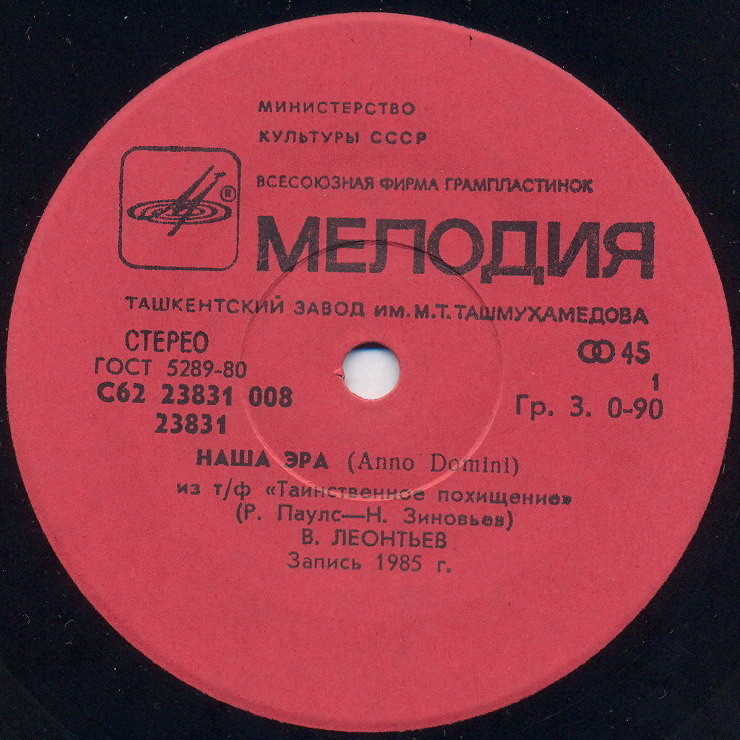 МИНИСТЕРСТВО
КУЛЬТУРЫ СССР
ВСЕСОЮЗНАЯ ФИРМА ГРАМПЛАСТИНОК
®
МЕЛОДИЯ
ТАШКЕНТСКИЙ ЗАВОД ИМ. М.Т. ТАШМУХАМЕДОВА
СТЕРЕО
ГОСТ 5289-80
С62 23831 008
23831
45
1
Гр. 3. 0-90
НАША ЭРА (Anno Domini)
из т/ф «Таинственное похищение»
(Р. Паулс—Н. Зиновьев)
В. ЛЕОНТЬЕВ
Запись 1985 г.